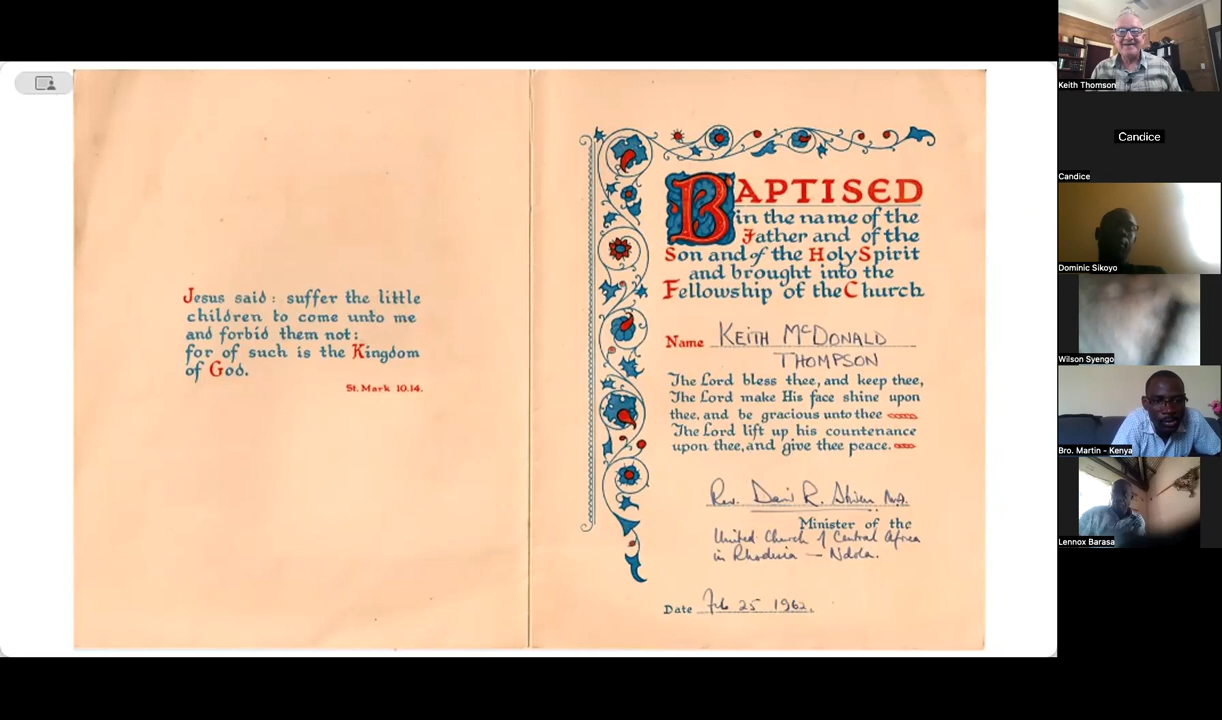 Jesus said: suffer the little
children to come unto me
and forbid them not:
for of such is the Kingdom
of God.
St. Mark 10.14.
BAPTISED
in the name of the
Father and of the
Son and of the Holy Spirit
and brought into the
Fellowship of the Church
Name KEITH McDONALD
THOMPSON
The Lord bless thee, and keep thee,
The Lord make His face shine upon
thee, and be gracious unto thee
The Lord lift up his countenance
upon thee, and give thee peace.
Rev. R. M.A.
Minister of the
United Church of Central Africa
in Rhodesia — Ndola.
Date Feb 25 1962.
Keith Thomson
Candice
Candice
Dominic Sikoyo
Wilson Syengo
Bro. Martin - Kenya
Lennox Barasa